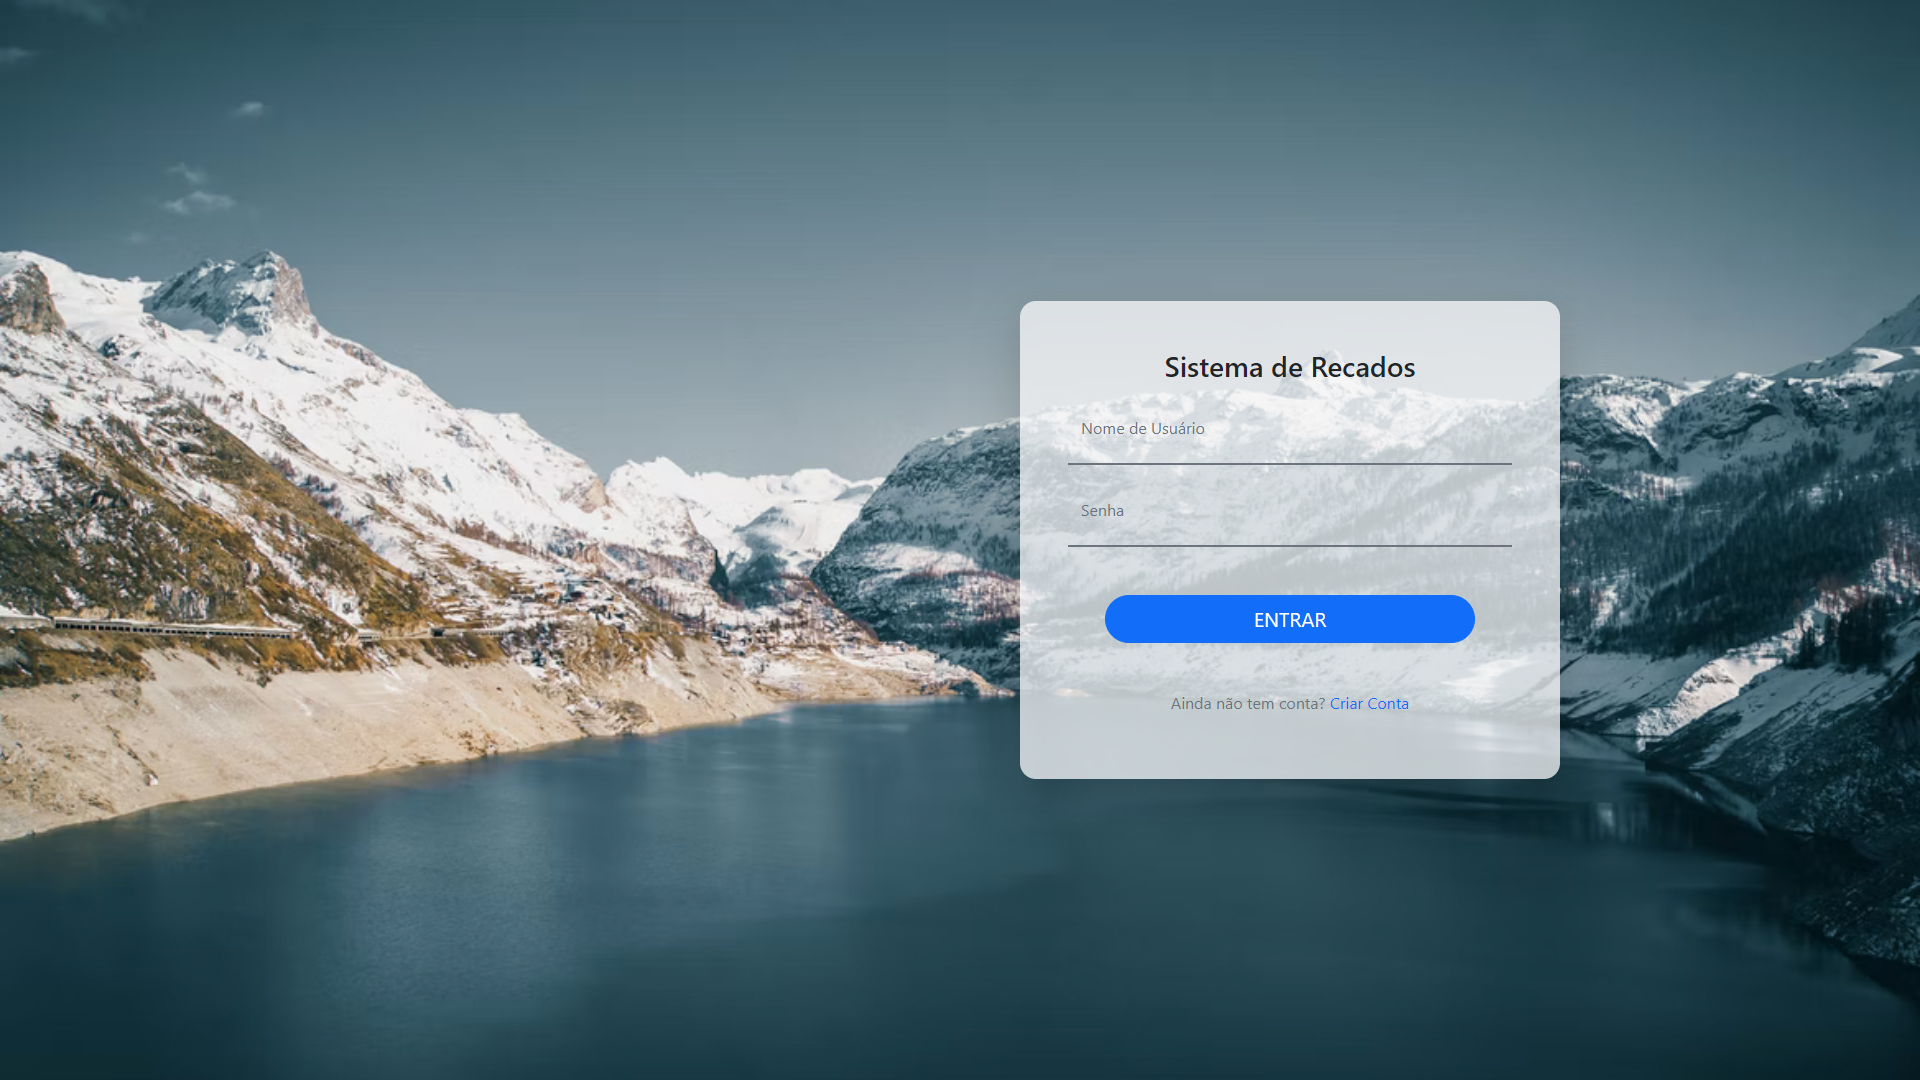 Sistema de Recados
Nome de Usuário
Senha
ENTRAR
Ainda não tem conta? Criar Conta